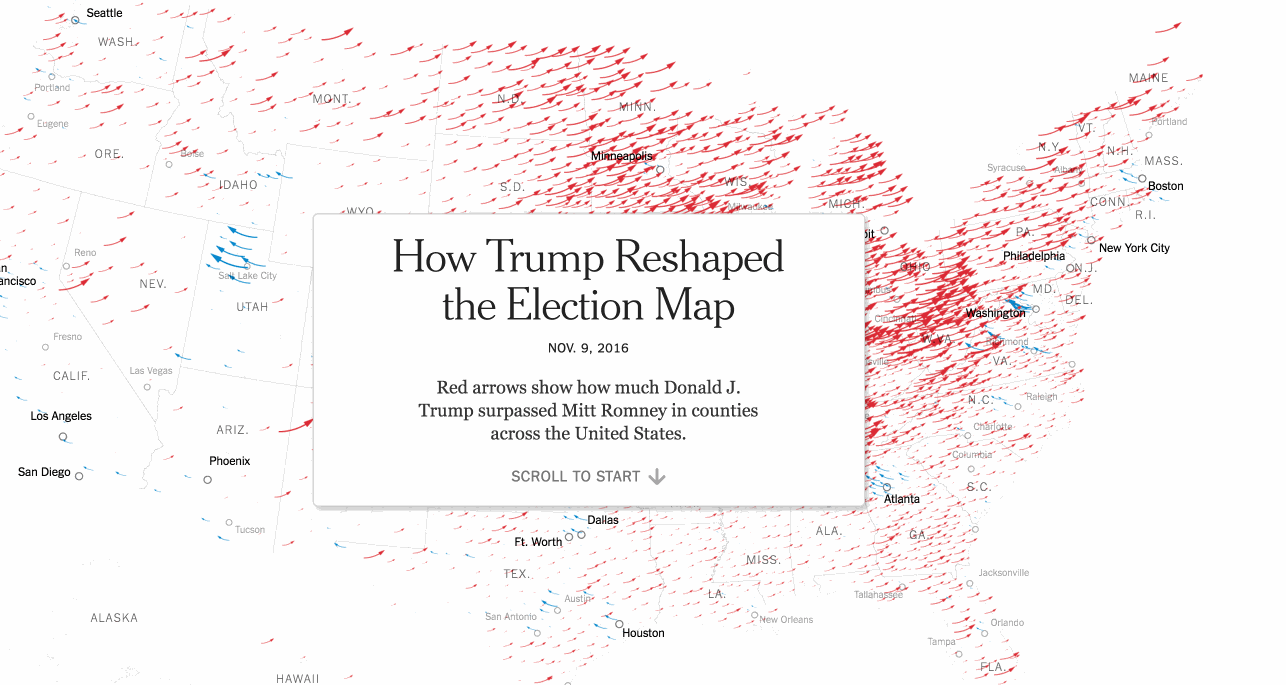 Seattle
WASH.
Portland
MONT.
N.D.
MINN.
MAINE
Eugene
VT.
Portland
ORE.
Boise
Minneapolis
N.Y.
N.H.
MASS.
Syracuse
Albany
IDAHO
S.D.
WIS.
Boston
WYO.
Milwaukee
MICH.
CONN.
R.I.
How Trump Reshaped
the Election Map
NOV. 9, 2016
Red arrows show how much Donald J.
Trump surpassed Mitt Romney in counties
across the United States.
SCROLL TO START
oit
PA.
New York City
Reno
Philadelphia
an
ancisco
Salt Lake City
OHIO
N.J.
NEV.
MD.
DEL.
UTAH
Washington
Cincinnati
Fresno
W.VA.
Richmond
VA.
sville
Las Vegas
CALIF.
N.C.
Raleigh
Los Angeles
ARIZ.
Charlotte
Phoenix
Columbia
San Diego
S.C.
Atlanta
Tucson
Dallas
Ft. Worth
ALA.
GA.
TEX.
MISS.
Jacksonville
LA.
Tallahassee
Austin
San Antonio
New Orleans
ALASKA
Houston
Orlando
Tampa
FLA.
HAWAII